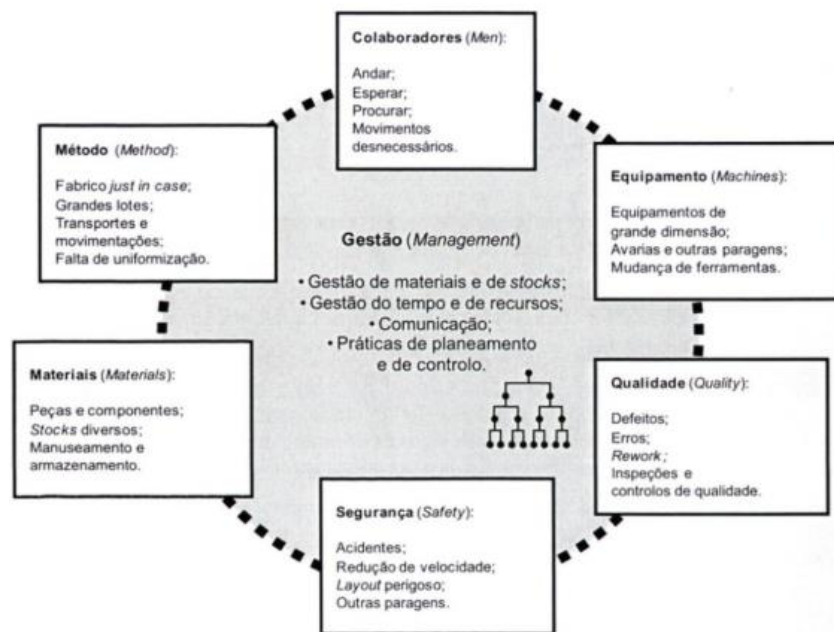 Colaboradores (Men):
Andar;
Esperar;
Procurar;
Movimentos
desnecessários.
Método (Method):
Fabrico just in case;
Grandes lotes;
Transportes e
movimentações;
Falta de uniformização.
Equipamento (Machines):
Equipamentos de
grande dimensão;
Avarias e outras paragens;
Mudança de ferramentas.
Gestão (Management)
• Gestão de materiais e de stocks;
• Gestão do tempo e de recursos;
• Comunicação;
• Práticas de planeamento
e de controlo.
Materiais (Materials):
Peças e componentes;
Stocks diversos;
Manuseamento e
armazenamento.
Qualidade (Quality):
Defeitos;
Erros;
Rework;
Inspeções e
controlos de qualidade.
Segurança (Safety):
Acidentes;
Redução de velocidade;
Layout perigoso;
Outras paragens.